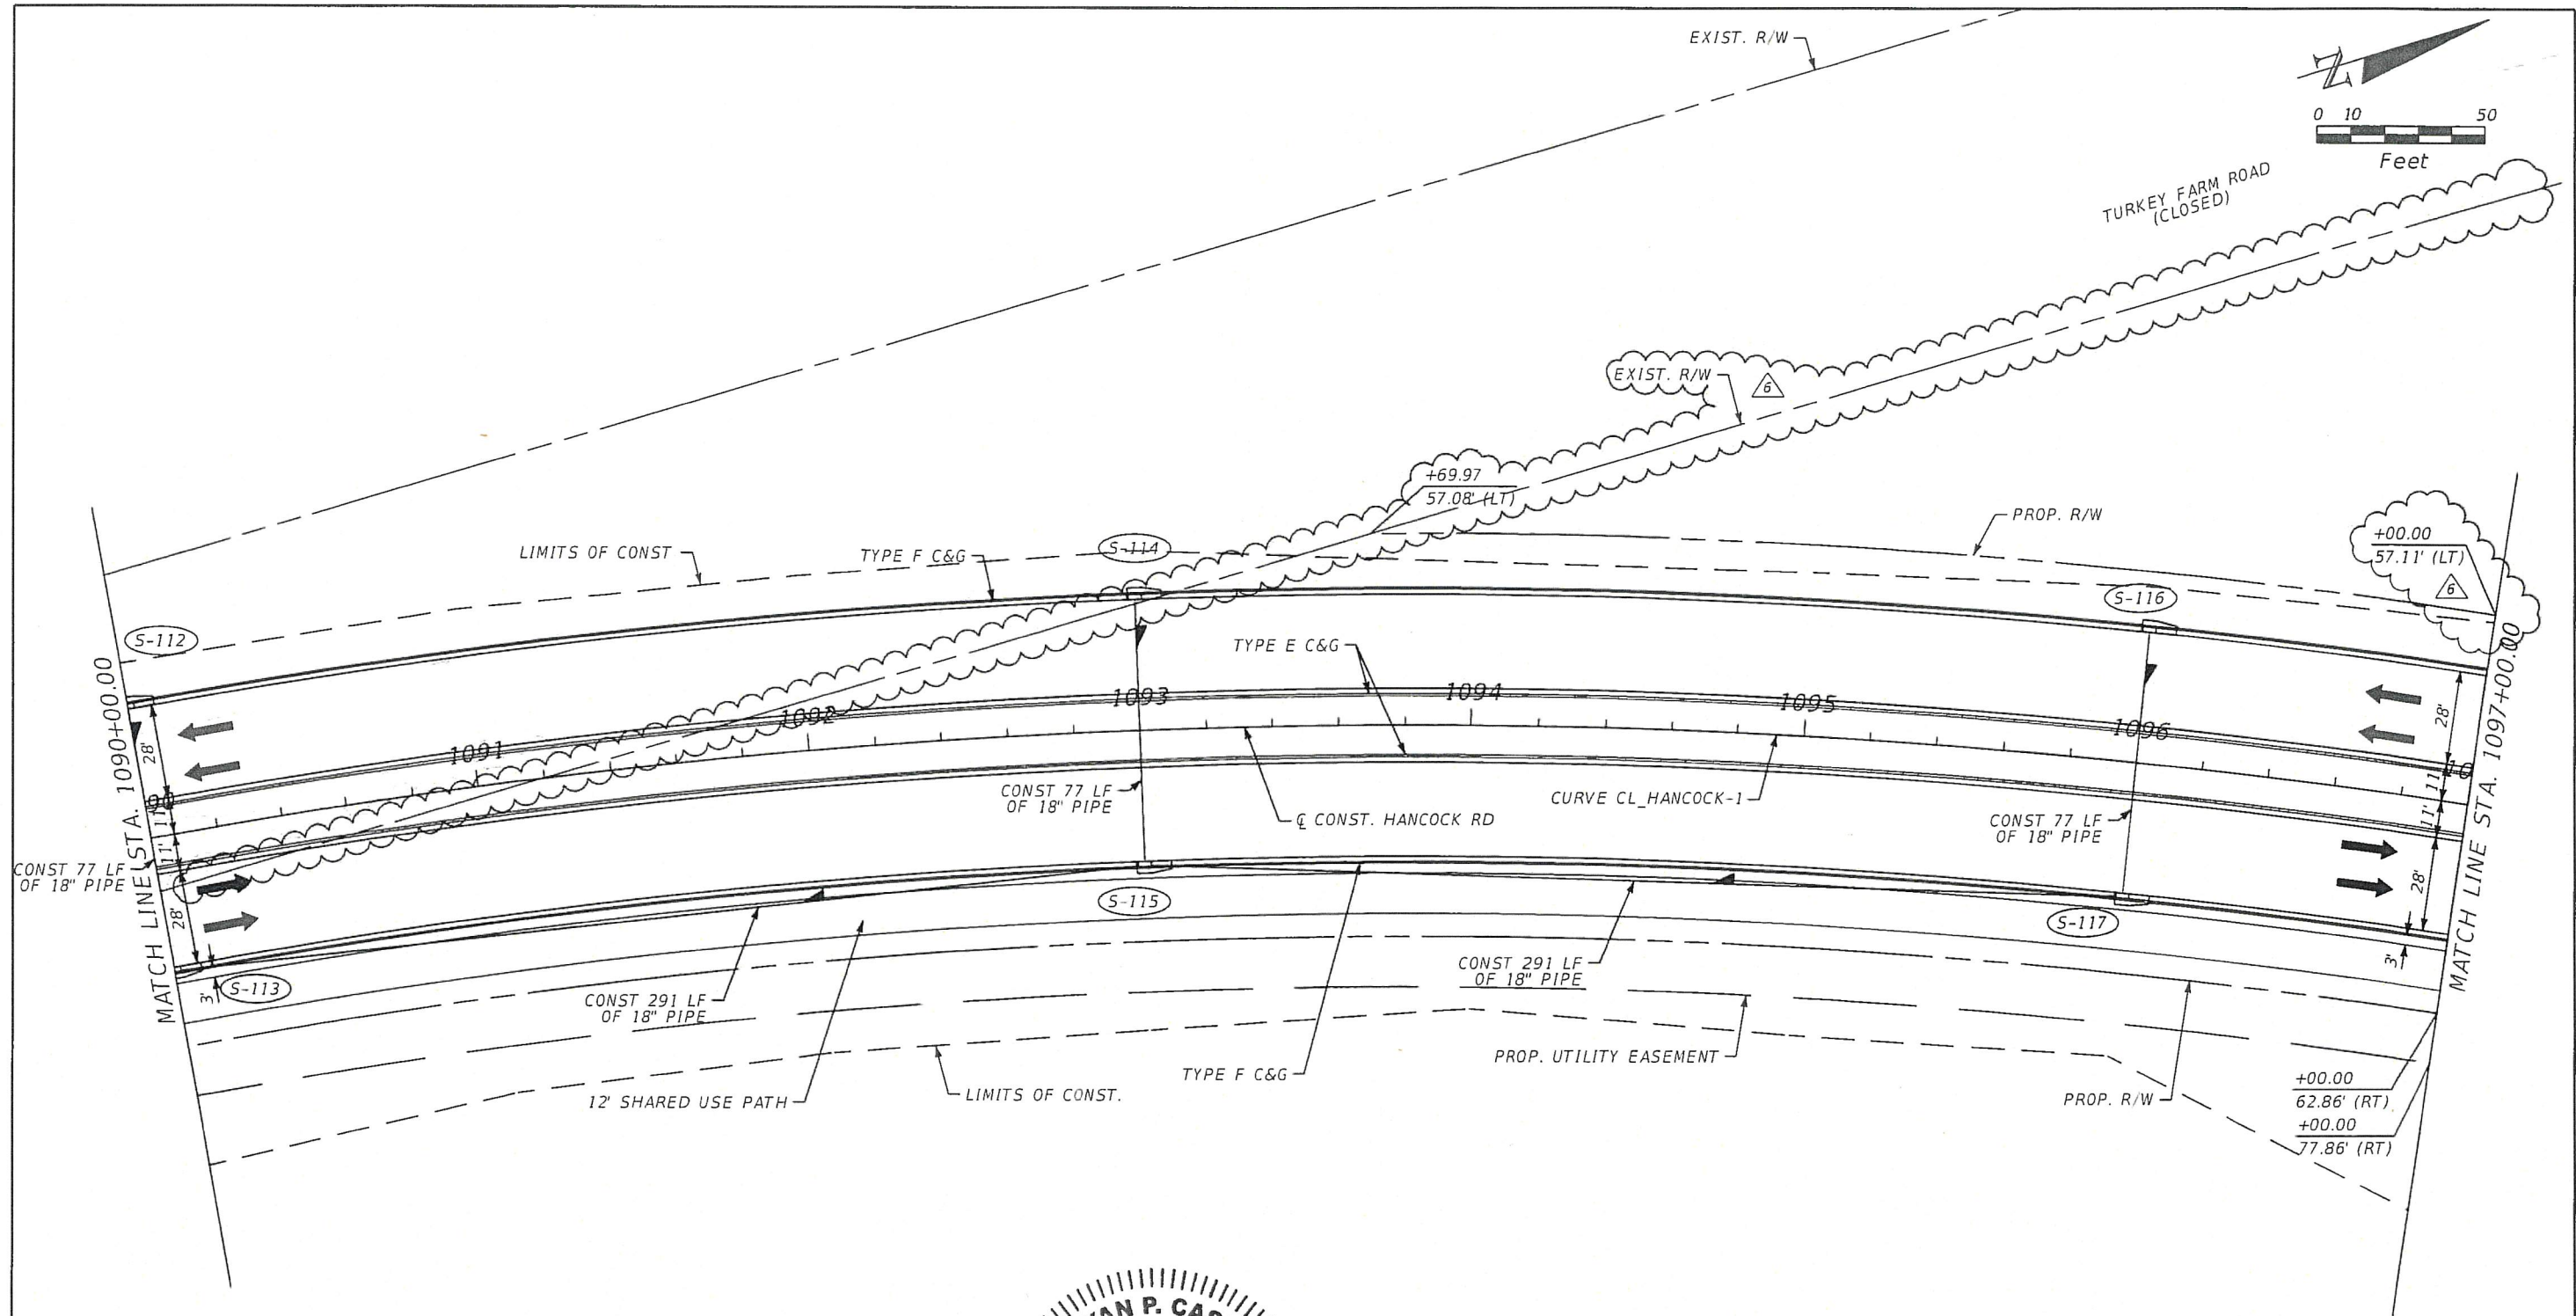 EXIST. R/W
0 10 50
Feet
TURKEY FARM ROAD
(CLOSED)
EXIST. R/W
6
+69.97
57.08' (LT)
PROP. R/W
+00.00
57.11' (LT)
6
LIMITS OF CONST
TYPE F C&G
S-114
S-116
S-112
TYPE E C&G
MATCH LINE STA. 1090+00.00
MATCH LINE STA. 1097+00.00
1091
1092
1093
1094
1095
1096
28'
11'
11'
28'
3'
28'
11'
11'
28'
3'
CONST 77 LF
OF 18" PIPE
CONST 77 LF
OF 18" PIPE
℄ CONST. HANCOCK RD
CURVE CL_HANCOCK-1
CONST 77 LF
OF 18" PIPE
S-113
S-115
S-117
CONST 291 LF
OF 18" PIPE
CONST 291 LF
OF 18" PIPE
12' SHARED USE PATH
LIMITS OF CONST.
TYPE F C&G
PROP. UTILITY EASEMENT
PROP. R/W
+00.00
62.86' (RT)
+00.00
77.86' (RT)
P.